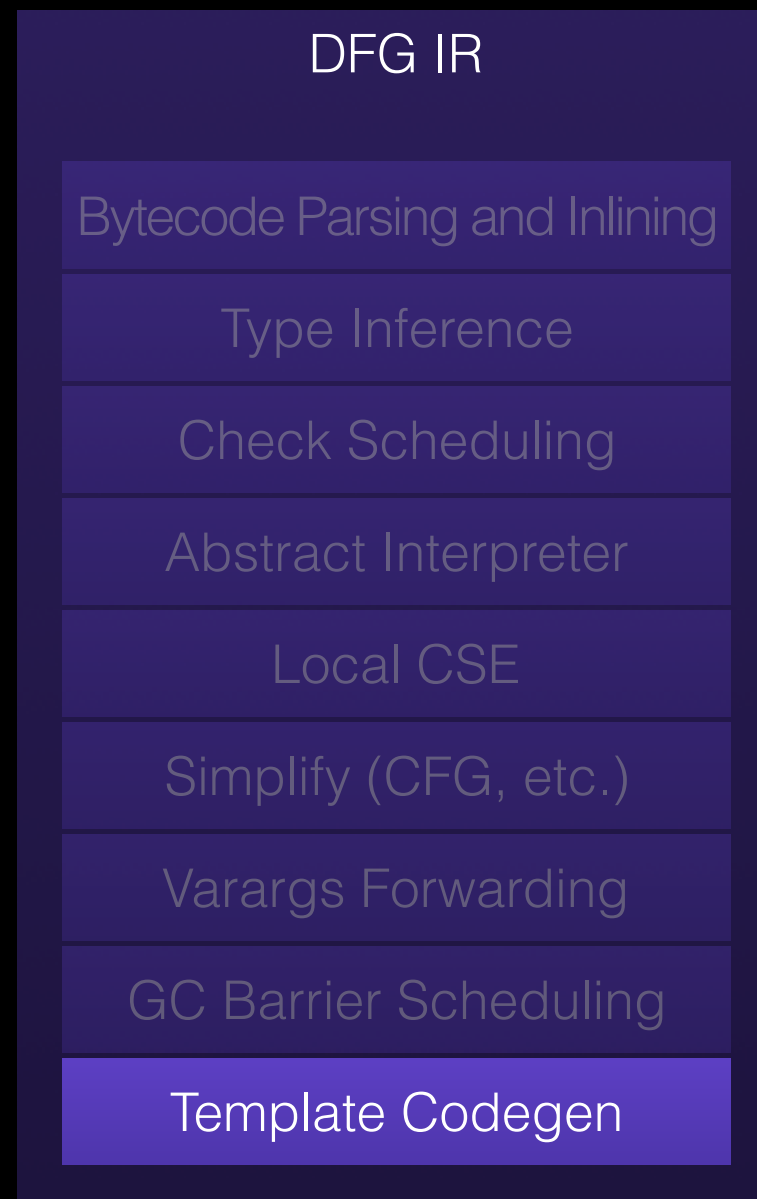 DFG IR
Bytecode Parsing and Inlining
Type Inference
Check Scheduling
Abstract Interpreter
Local CSE
Simplify (CFG, etc.)
Varargs Forwarding
GC Barrier Scheduling
Template Codegen